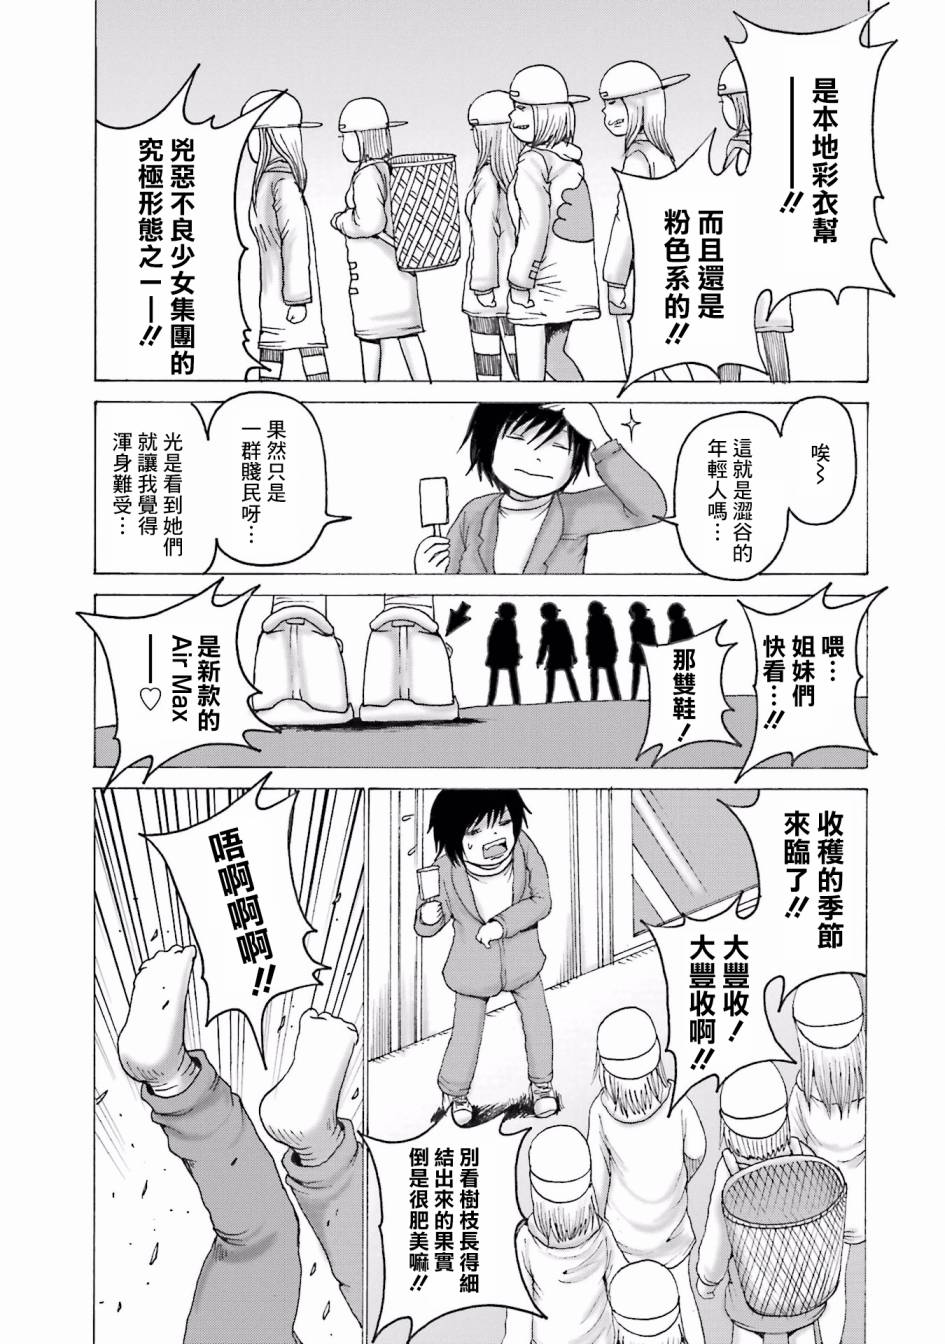 是本地彩衣幫
——!!
而且還是
粉色系的!!
兇惡不良少女集團的
究極形態之一——!!
唉~
這就是澀谷的
年輕人嗎…
果然只是
一群賤民呀…
光是看到她們
就讓我覺得
渾身難受…
喂…
姐妹們
快看…!!
那雙鞋!
是新款的
Air Max
——♡
收穫的季節
來臨了!!
大豐收!
大豐收啊!!
別看樹枝長得細
結出來的果實
倒是很肥美嘛!!
唔啊啊啊!!